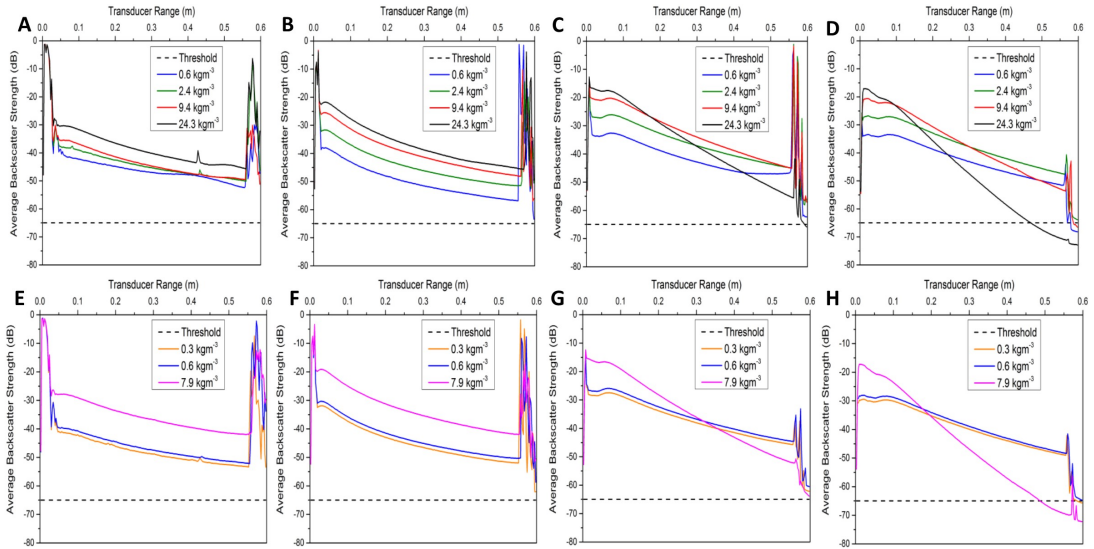 A
Transducer Range (m)
0.0 0.1 0.2 0.3 0.4 0.5 0.6
Average Backscatter Strength (dB)
0
-10
-20
-30
-40
-50
-60
-70
-80
Threshold
0.6 kgm-3
2.4 kgm-3
9.4 kgm-3
24.3 kgm-3
B
Transducer Range (m)
0.0 0.1 0.2 0.3 0.4 0.5 0.6
Average Backscatter Strength (dB)
0
-10
-20
-30
-40
-50
-60
-70
-80
Threshold
0.6 kgm-3
2.4 kgm-3
9.4 kgm-3
24.3 kgm-3
C
Transducer Range (m)
0.0 0.1 0.2 0.3 0.4 0.5 0.6
Average Backscatter Strength (dB)
0
-10
-20
-30
-40
-50
-60
-70
-80
Threshold
0.6 kgm-3
2.4 kgm-3
9.4 kgm-3
24.3 kgm-3
D
Transducer Range (m)
0.0 0.1 0.2 0.3 0.4 0.5 0.6
Average Backscatter Strength (dB)
0
-10
-20
-30
-40
-50
-60
-70
-80
Threshold
0.6 kgm-3
2.4 kgm-3
9.4 kgm-3
24.3 kgm-3
E
Transducer Range (m)
0.0 0.1 0.2 0.3 0.4 0.5 0.6
Average Backscatter Strength (dB)
0
-10
-20
-30
-40
-50
-60
-70
-80
Threshold
0.3 kgm-3
0.6 kgm-3
7.9 kgm-3
F
Transducer Range (m)
0.0 0.1 0.2 0.3 0.4 0.5 0.6
Average Backscatter Strength (dB)
0
-10
-20
-30
-40
-50
-60
-70
-80
Threshold
0.3 kgm-3
0.6 kgm-3
7.9 kgm-3
G
Transducer Range (m)
0.0 0.1 0.2 0.3 0.4 0.5 0.6
Average Backscatter Strength (dB)
0
-10
-20
-30
-40
-50
-60
-70
-80
Threshold
0.3 kgm-3
0.6 kgm-3
7.9 kgm-3
H
Transducer Range (m)
0.0 0.1 0.2 0.3 0.4 0.5 0.6
Average Backscatter Strength (dB)
0
-10
-20
-30
-40
-50
-60
-70
-80
Threshold
0.3 kgm-3
0.6 kgm-3
7.9 kgm-3